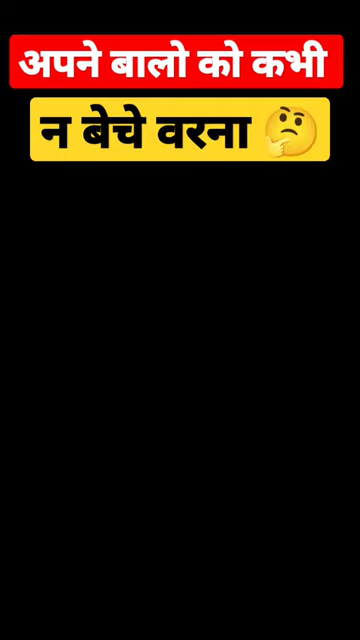 अपने बालो को कभी
न बेचे वरना 🤔